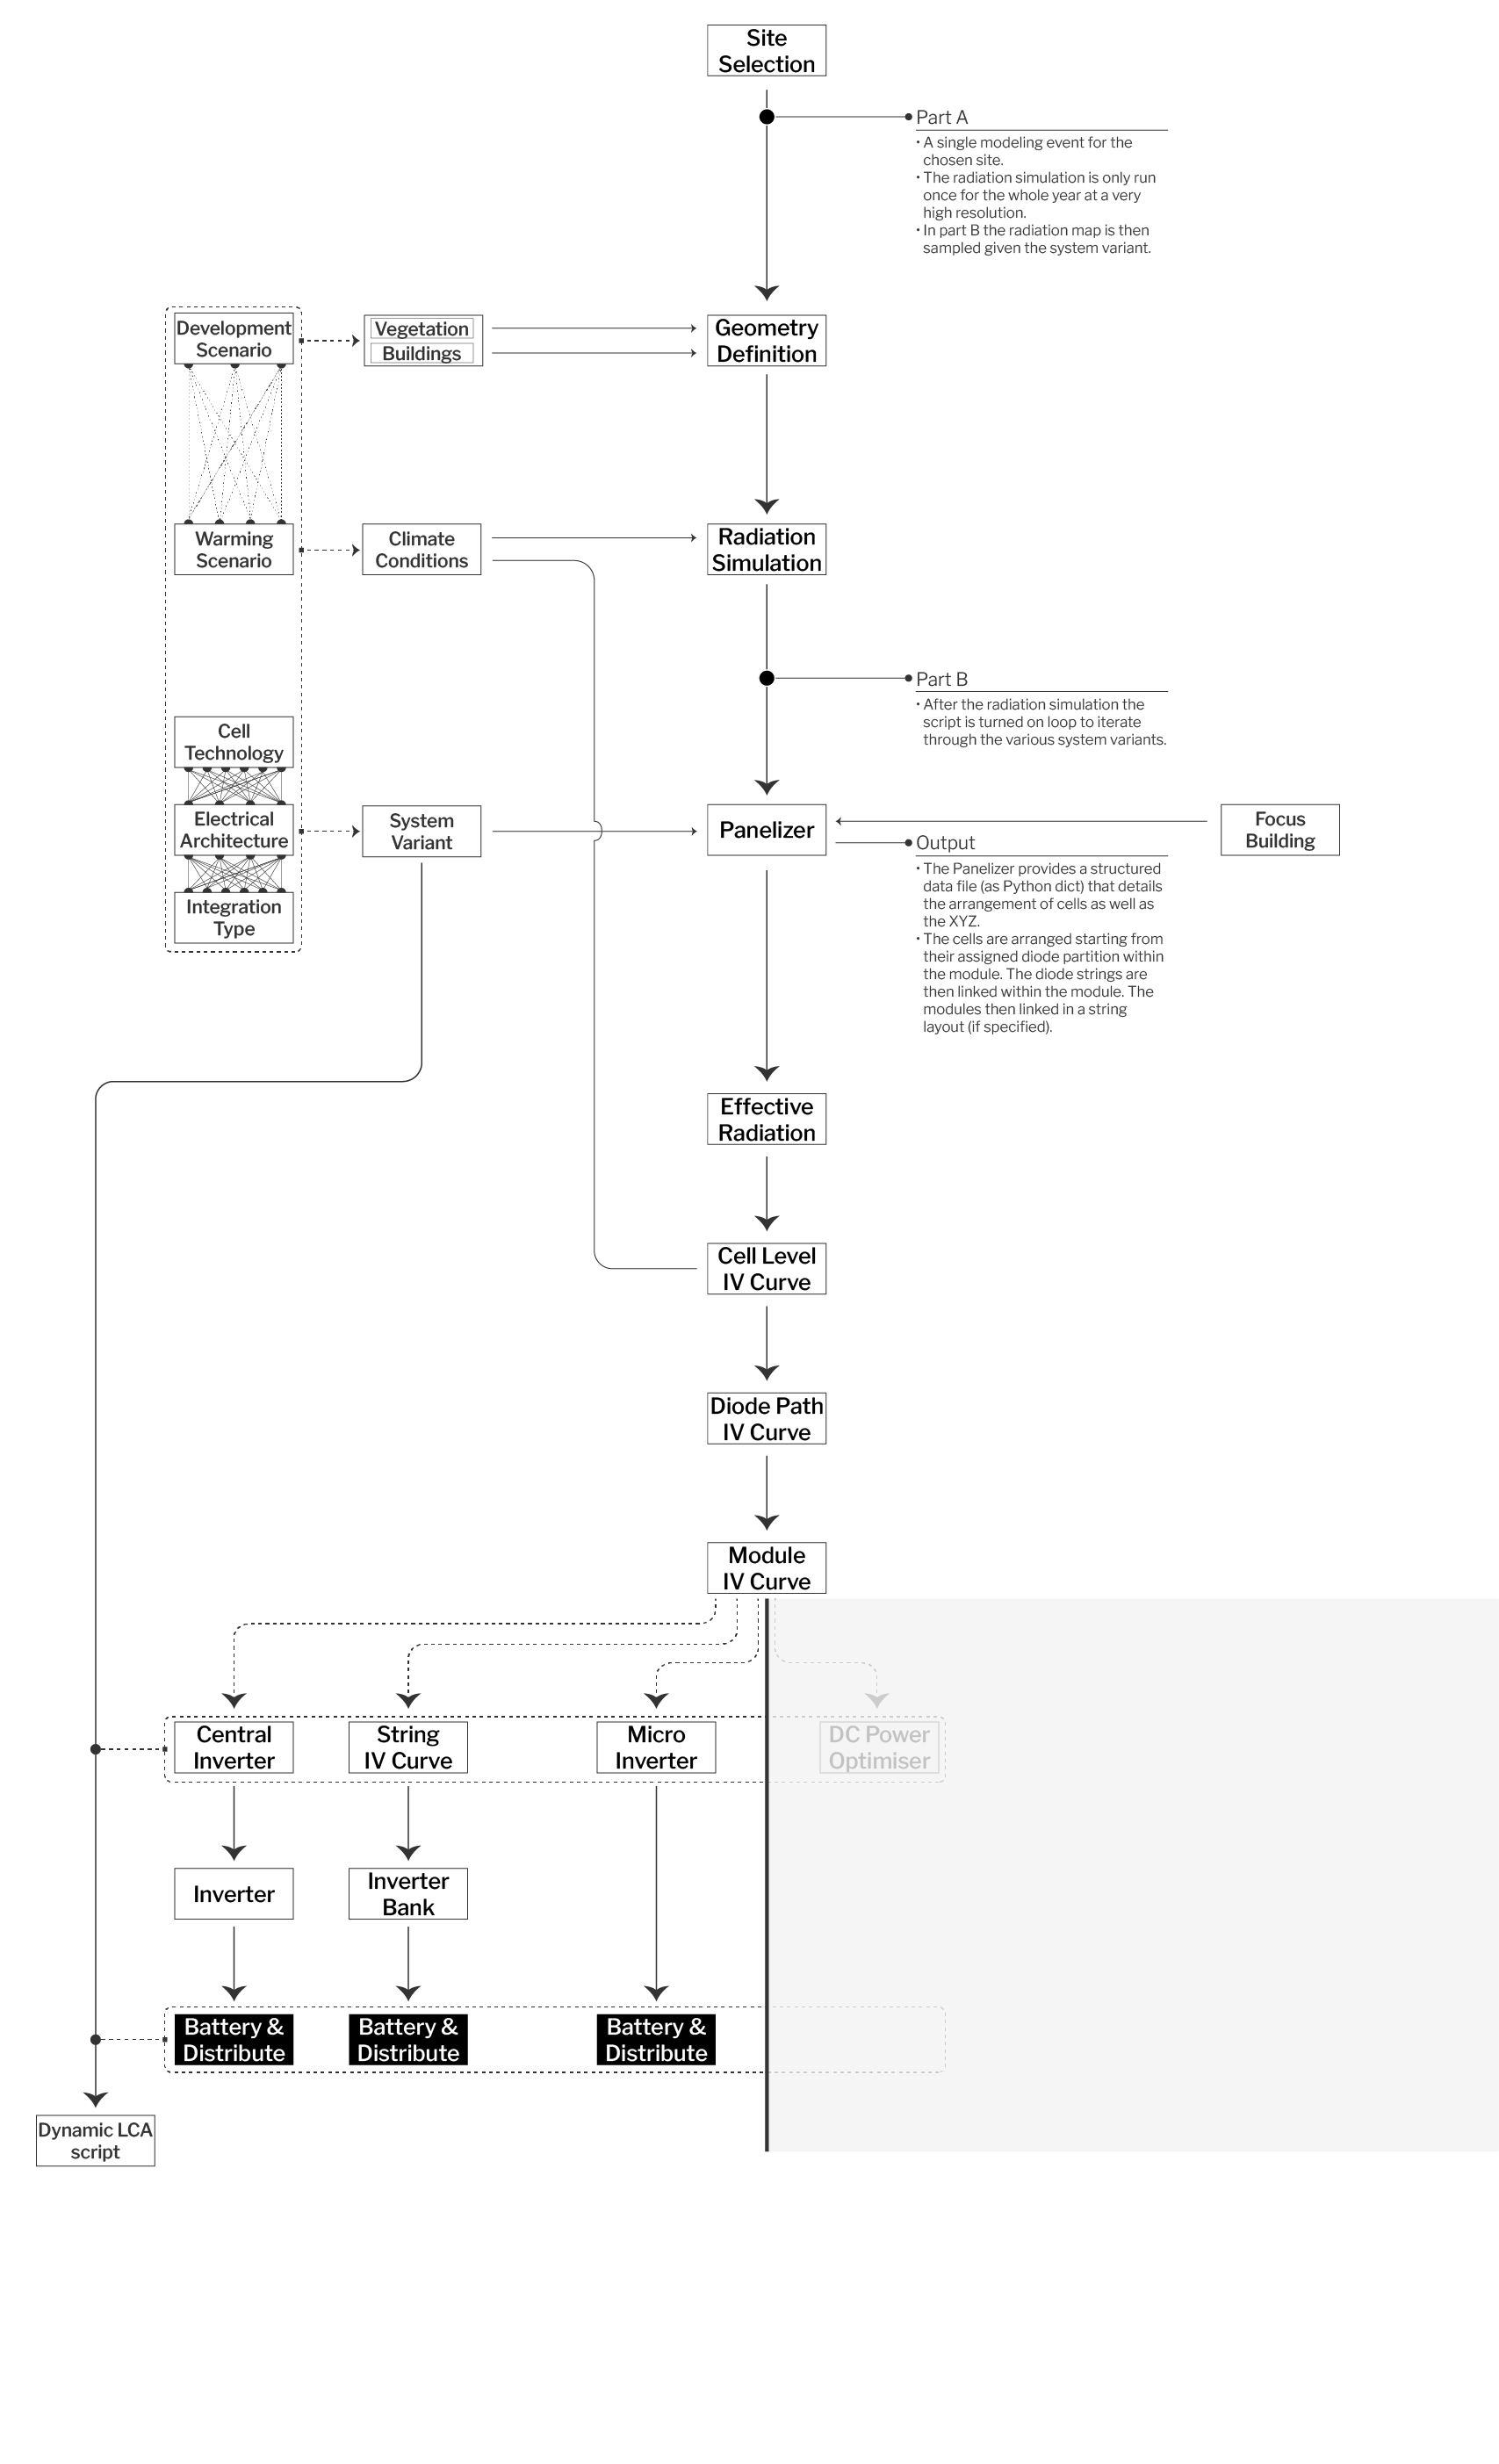 Site
Selection
Part A
• A single modeling event for the
chosen site.
• The radiation simulation is only run
once for the whole year at a very
high resolution.
• In part B the radiation map is then
sampled given the system variant.
Development
Scenario
Vegetation
Buildings
Geometry
Definition
Warming
Scenario
Climate
Conditions
Radiation
Simulation
Part B
• After the radiation simulation the
script is turned on loop to iterate
through the various system variants.
Cell
Technology
Electrical
Architecture
Integration
Type
System
Variant
Panelizer
Focus
Building
Output
• The Panelizer provides a structured
data file (as Python dict) that details
the arrangement of cells as well as
the XYZ.
• The cells are arranged starting from
their assigned diode partition within
the module. The diode strings are
then linked within the module. The
modules then linked in a string
layout (if specified).
Effective
Radiation
Cell Level
IV Curve
Diode Path
IV Curve
Module
IV Curve
Central
Inverter
String
IV Curve
Micro
Inverter
DC Power
Optimiser
Inverter
Inverter
Bank
Battery &
Distribute
Battery &
Distribute
Battery &
Distribute
Dynamic LCA
script